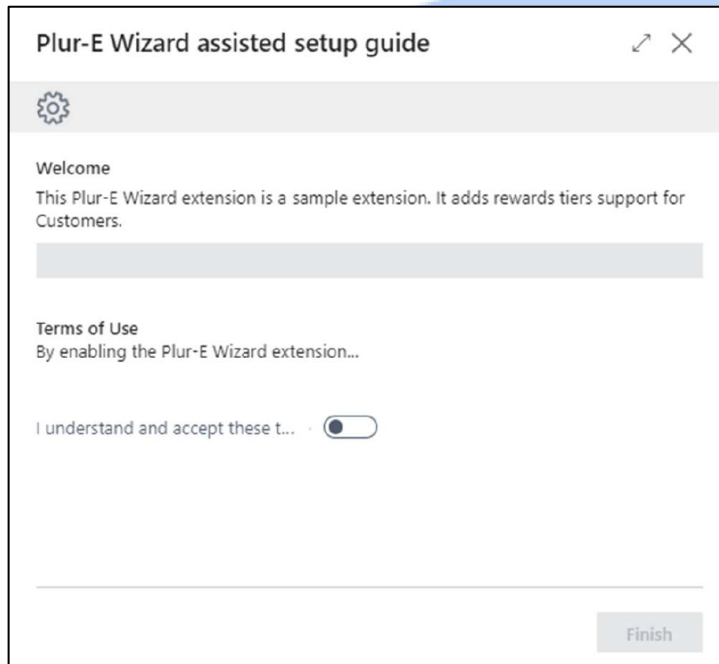 Plur-E Wizard assisted setup guide
Welcome
This Plur-E Wizard extension is a sample extension. It adds rewards tiers support for
Customers.
Terms of Use
By enabling the Plur-E Wizard extension...
I understand and accept these t...
Finish